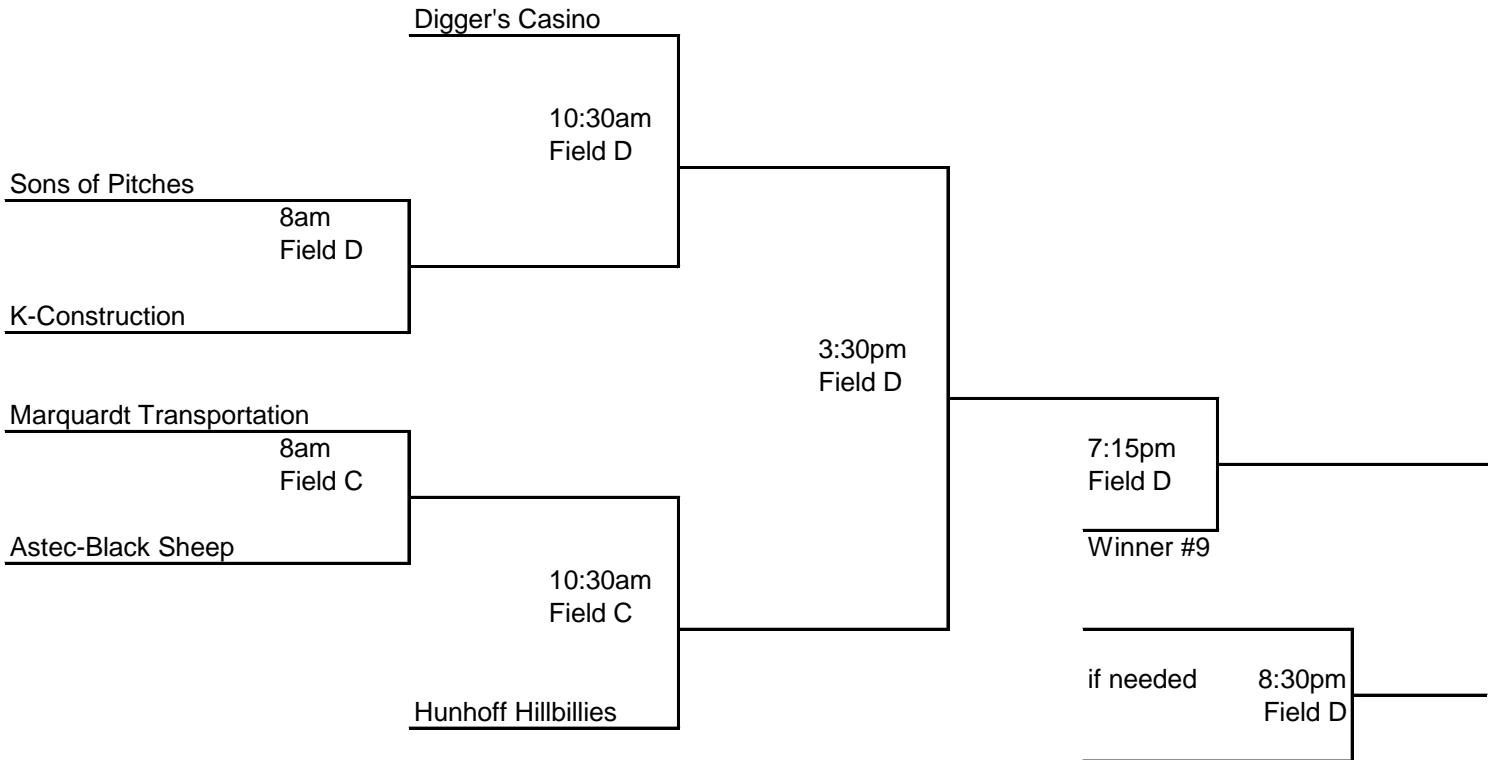 Digger's Casino
10:30am
Field D
Sons of Pitches
8am
Field D
K-Construction
3:30pm
Field D
Marquardt Transportation
8am
Field C
7:15pm
Field D
Astec-Black Sheep
Winner #9
10:30am
Field C
if needed 8:30pm
Field D
Hunhoff Hillbillies